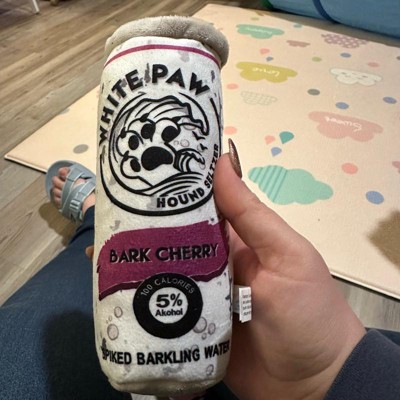 WHITE PAW
HOUND SELTZER
BARK CHERRY
100 CALORIES
5%
Alcohol
SPIKED BARKLING WATER